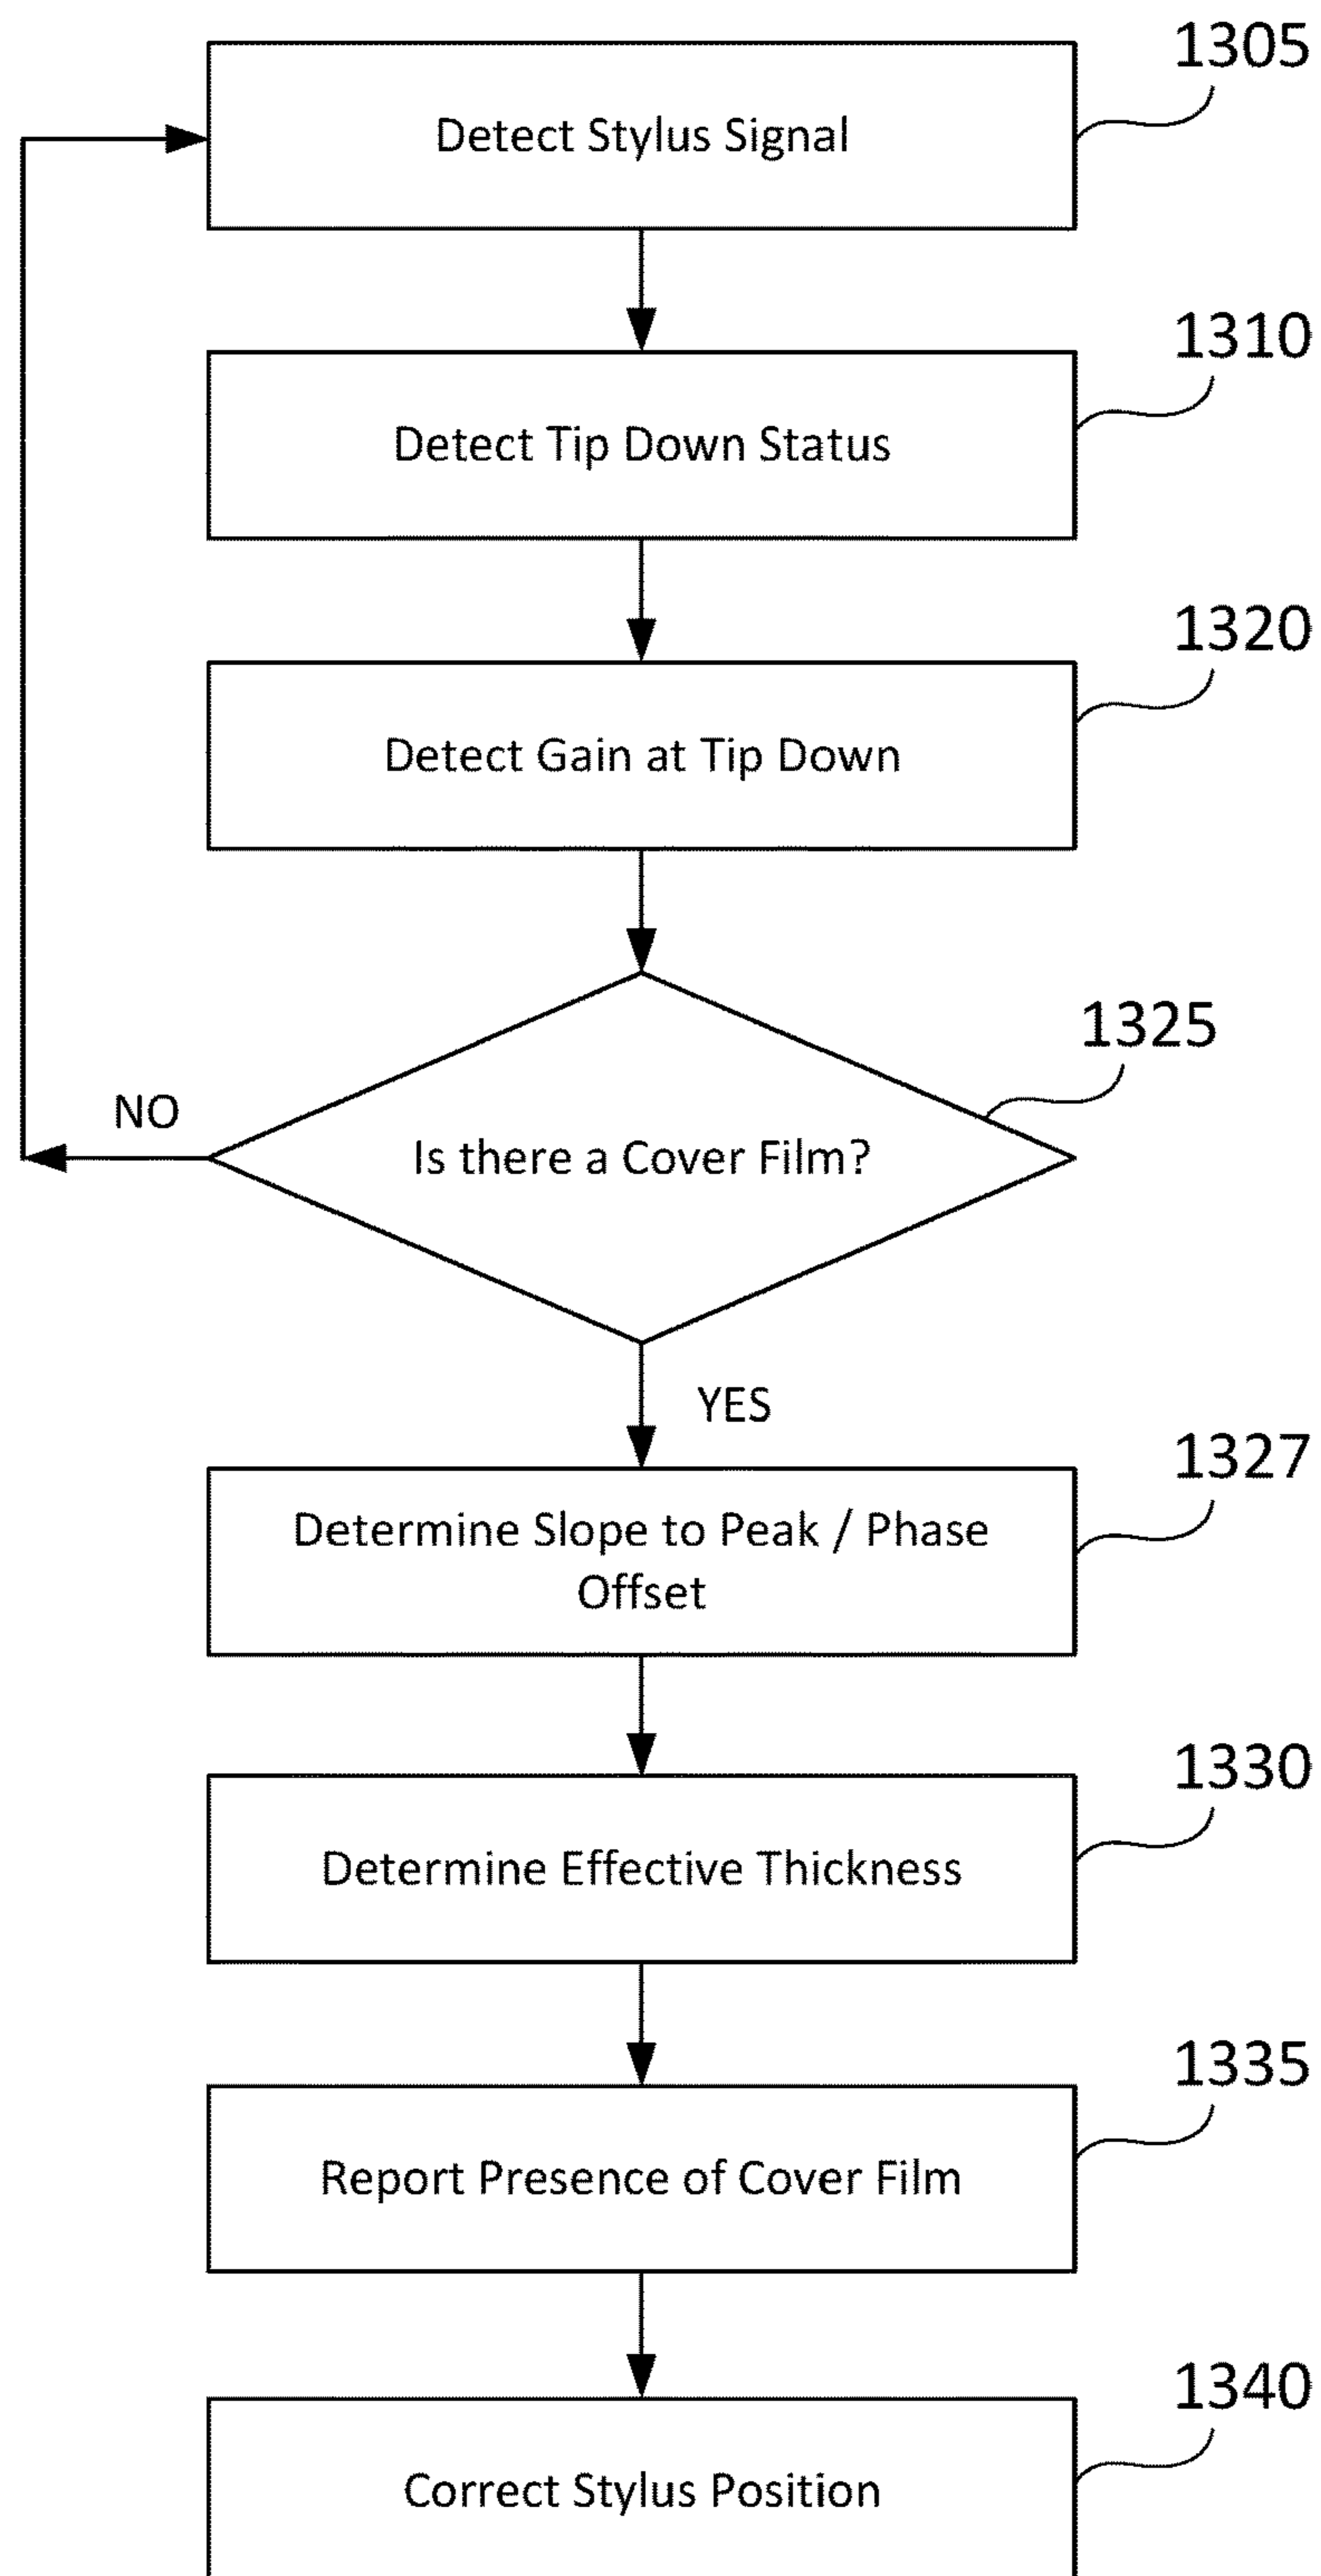 1305
Detect Stylus Signal
1310
Detect Tip Down Status
1320
Detect Gain at Tip Down
1325
NO
Is there a Cover Film?
YES
1327
Determine Slope to Peak / Phase
Offset
1330
Determine Effective Thickness
1335
Report Presence of Cover Film
1340
Correct Stylus Position